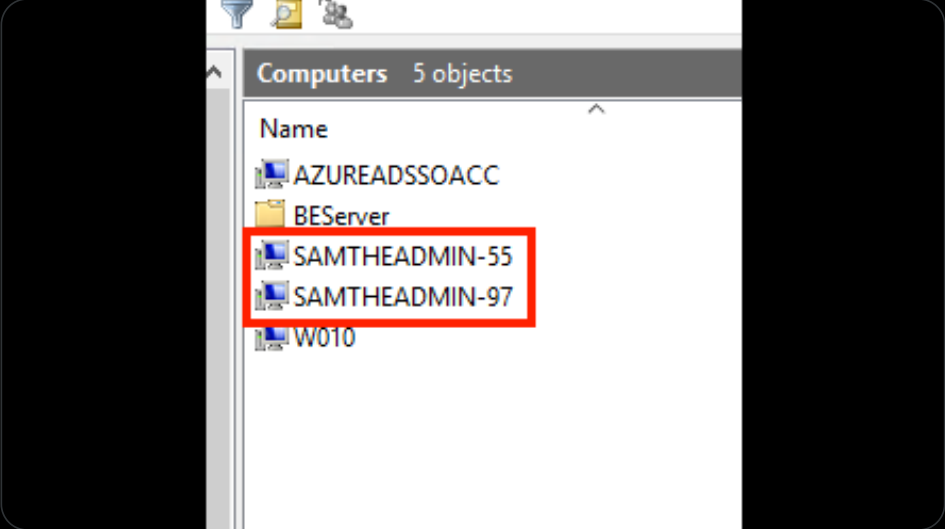 Computers 5 objects
Name
AZUREADSSOACC
BEServer
SAMTHEADMIN-55
SAMTHEADMIN-97
W010